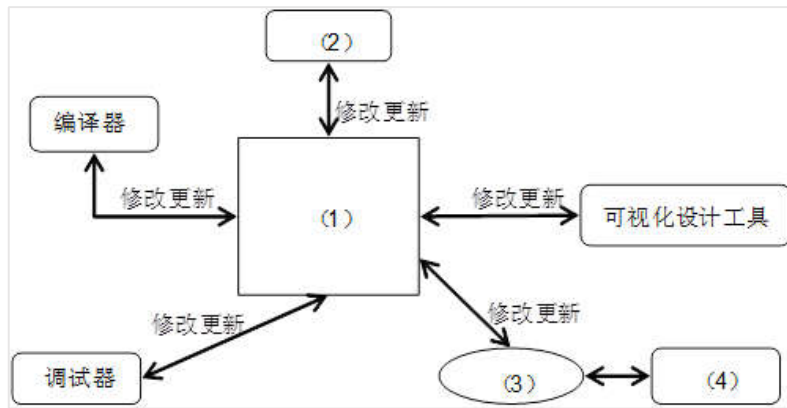 （2）
修改更新
编译器
修改更新
（1）
修改更新
可视化设计工具
修改更新
修改更新
调试器
（3）
（4）